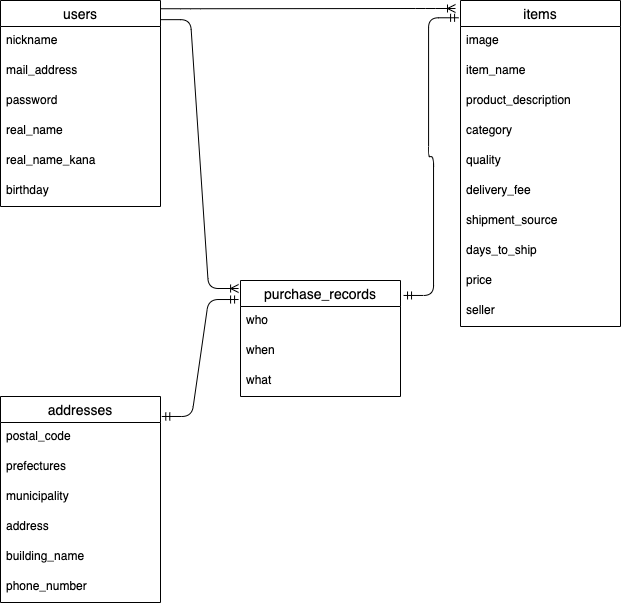 users
nickname
mail_address
password
real_name
real_name_kana
birthday
items
image
item_name
product_description
category
quality
delivery_fee
shipment_source
days_to_ship
price
seller
purchase_records
who
when
what
addresses
postal_code
prefectures
municipality
address
building_name
phone_number